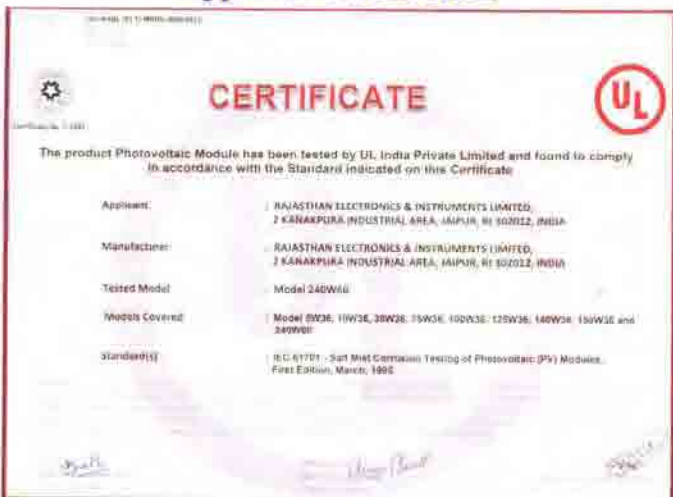 CERTIFICATE
UL
The product Photovoltaic Module has been tested by UL India Private Limited and found to comply
in accordance with the Standard indicated on this Certificate
Applicant : RAJASTHAN ELECTRONICS & INSTRUMENTS LIMITED,
2 KANAKPURA INDUSTRIAL AREA, JAIPUR, RJ 302012, INDIA
Manufacturer : RAJASTHAN ELECTRONICS & INSTRUMENTS LIMITED,
2 KANAKPURA INDUSTRIAL AREA, JAIPUR, RJ 302012, INDIA
Tested Model : Model 240W60
Models Covered : Model 10W36, 75W36, 100W36, 125W36, 140W36, 150W36 and
240W60
Standard(s) : IEC 61701 - Salt Mist Corrosion Testing of Photovoltaic (PV) Modules,
First Edition, March, 1995